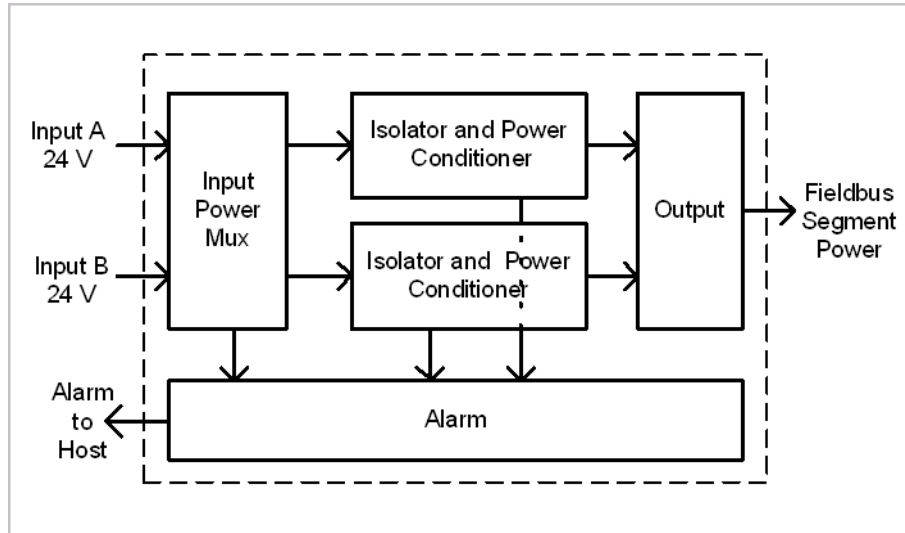 Input A
24 V
Input B
24 V
Input
Power
Mux
Isolator and Power
Conditioner
Isolator and Power
Conditioner
Output
Fieldbus
Segment
Power
Alarm
to
Host
Alarm